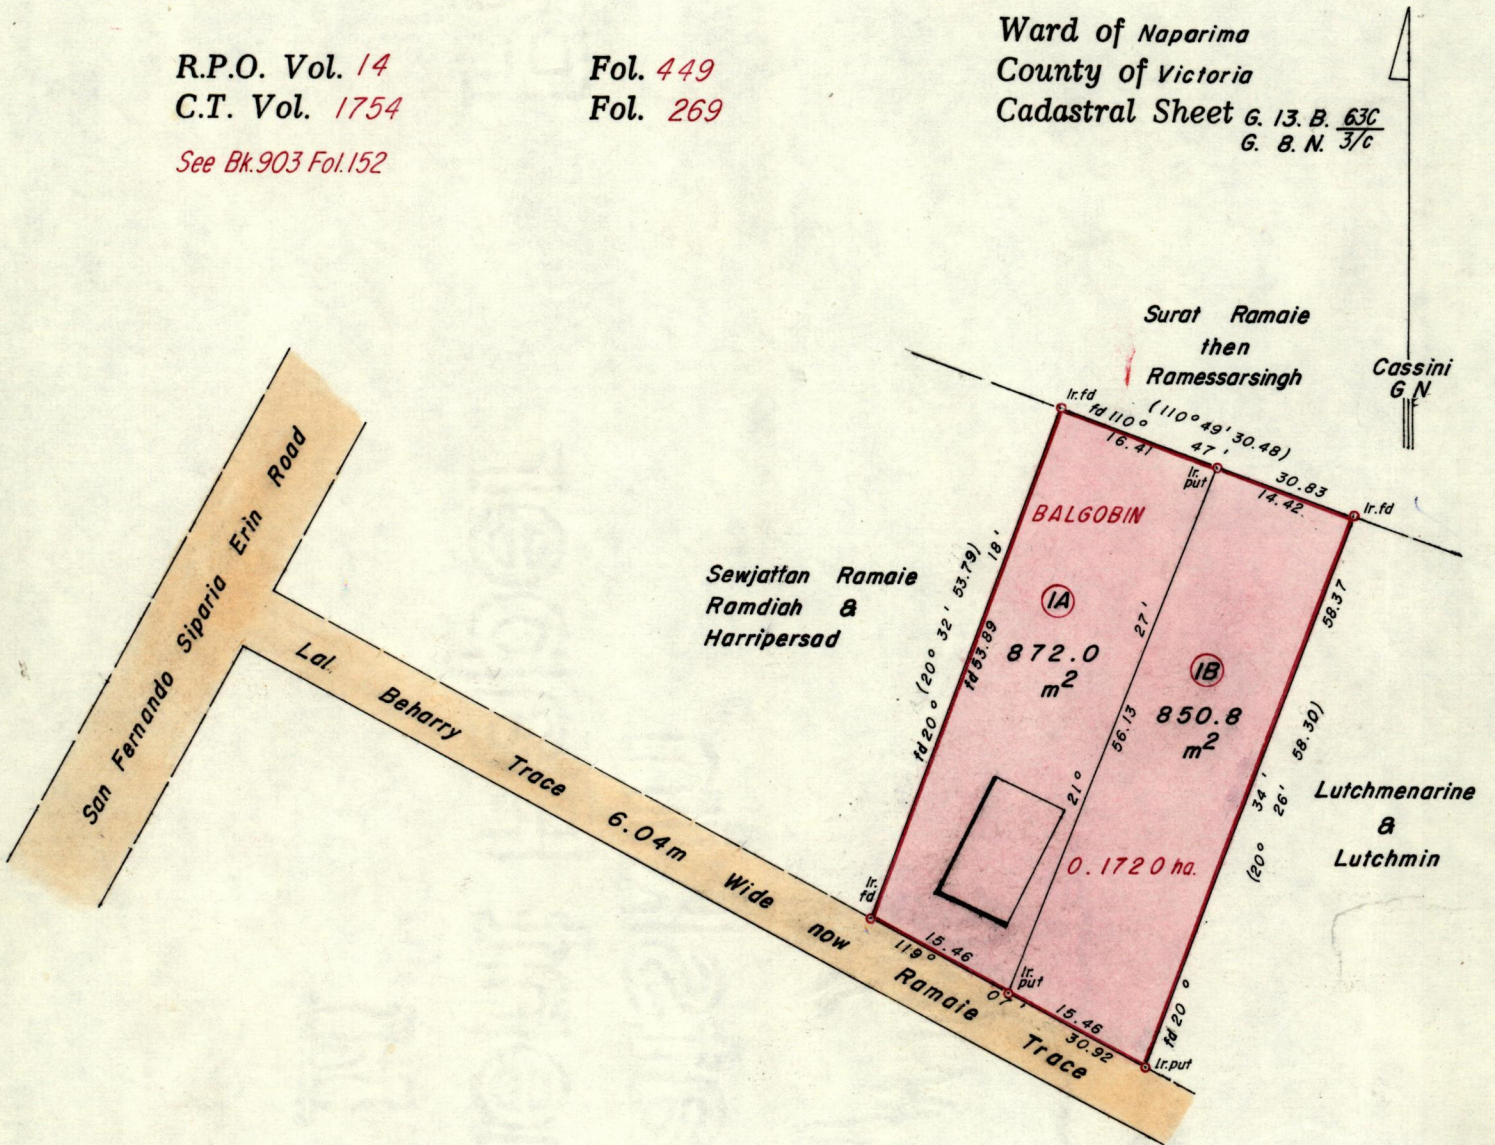 R.P.O. Vol. 14 Fol. 449
C.T. Vol. 1754 Fol. 269
See Bk.903 Fol.152
Ward of Naparima
County of Victoria
Cadastral Sheet G. 13. B. 63C
G. 8. N. 3/c
Cassini
G N
Surat Ramaie
then
Ramessarsingh
Ir.fd
fd 110°
47'
(110° 49' 30.48)
16.41
Ir.
put
30.83
14.42
Ir.fd
BALGOBIN
Sewjattan Ramaie
Ramdiah &
Harripersad
fd 20° 18'
(20° 32' 53.79)
fd 53.89
1A
872.0
m²
21° 27'
56.13
1B
850.8
m²
58.37
fd 20° 34'
(20° 26' 58.30)
Lutchmenarine
&
Lutchmin
0.1720 ha.
Ir.
fd
15.46
119° 07'
Ir.
put
15.46
30.92
Ir.put
San Fernando Siparia Erin Road
Lal Beharry Trace 6.04m Wide now Ramaie Trace